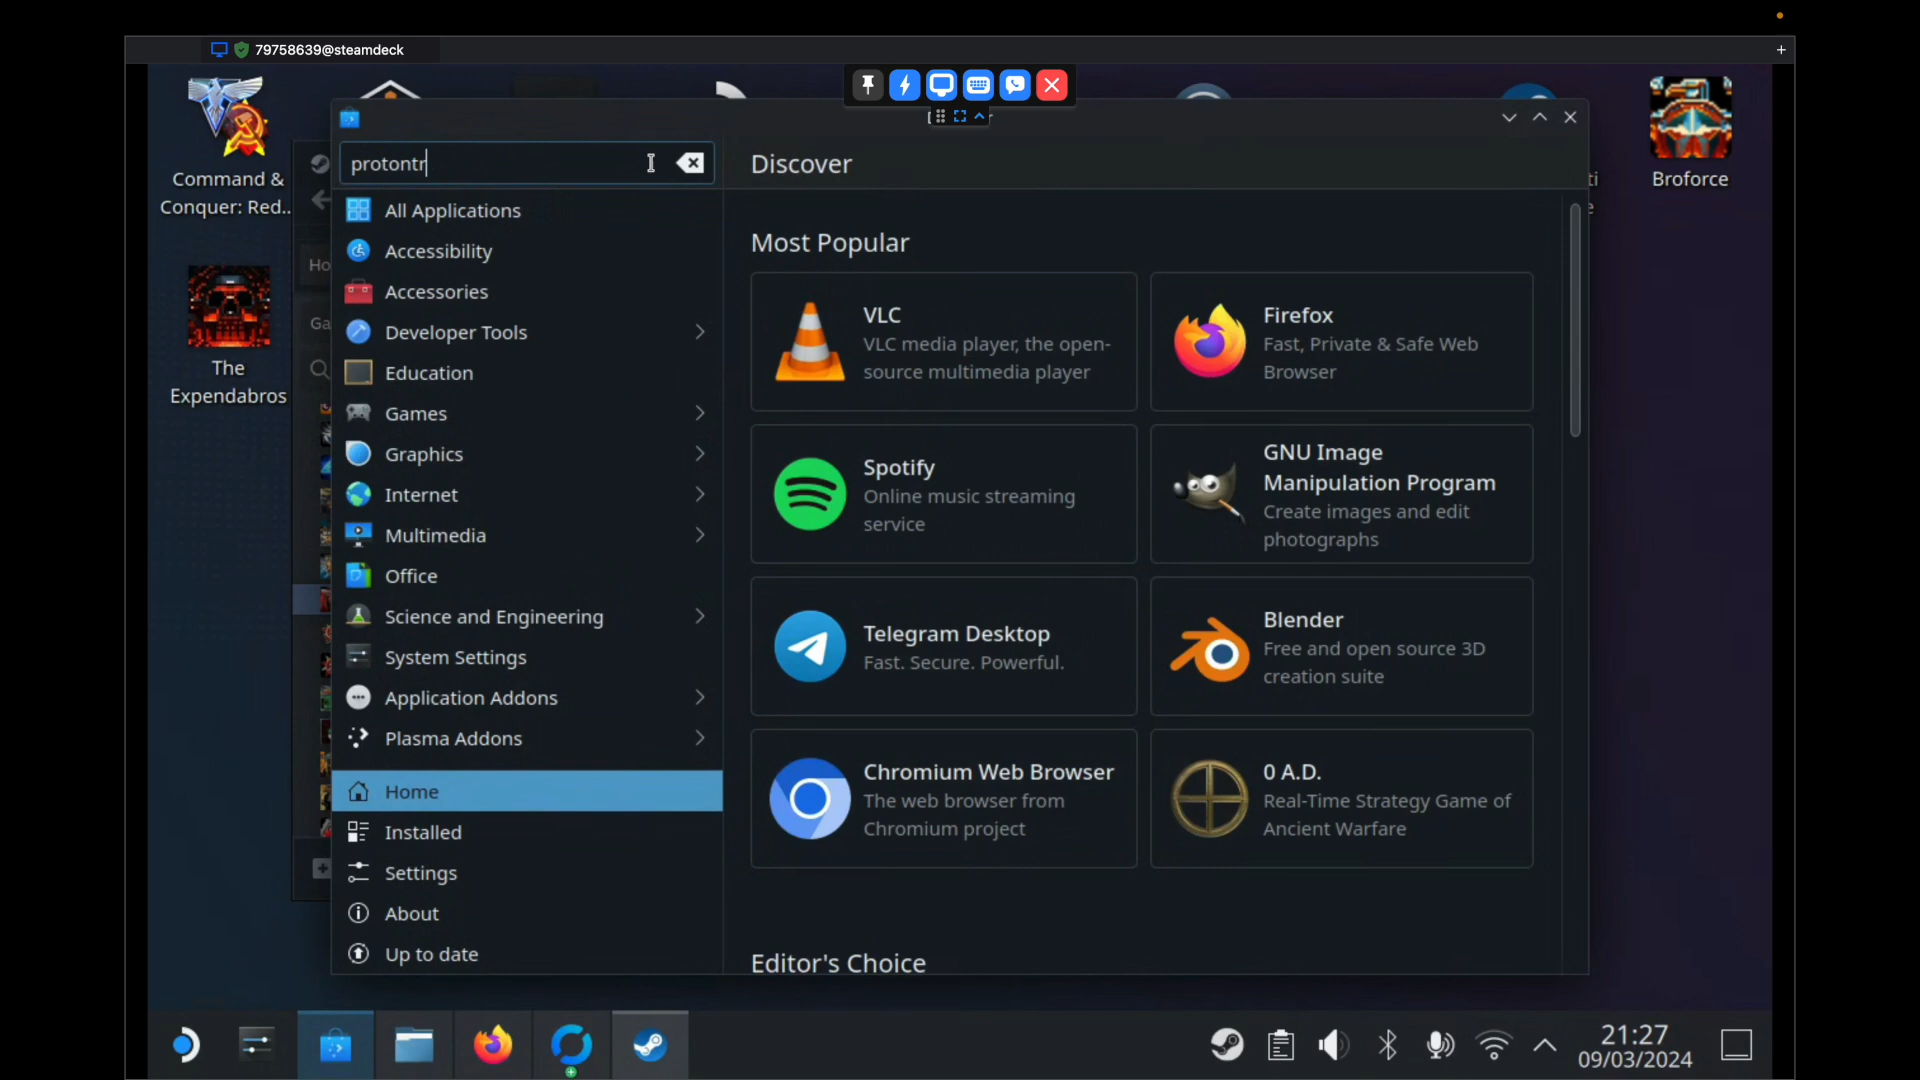 79758639@steamdeck
Command &
Conquer: Red..
The
Expendabros
Broforce
Ho
Ga
protontr
Discover
All Applications
Accessibility
Accessories
Developer Tools
Education
Games
Graphics
Internet
Multimedia
Office
Science and Engineering
System Settings
Application Addons
Plasma Addons
Home
Installed
Settings
About
Up to date
Most Popular
VLC
VLC media player, the open-
source multimedia player
Firefox
Fast, Private & Safe Web
Browser
Spotify
Online music streaming
service
GNU Image
Manipulation Program
Create images and edit
photographs
Telegram Desktop
Fast. Secure. Powerful.
Blender
Free and open source 3D
creation suite
Chromium Web Browser
The web browser from
Chromium project
0 A.D.
Real-Time Strategy Game of
Ancient Warfare
Editor's Choice
21:27
09/03/2024